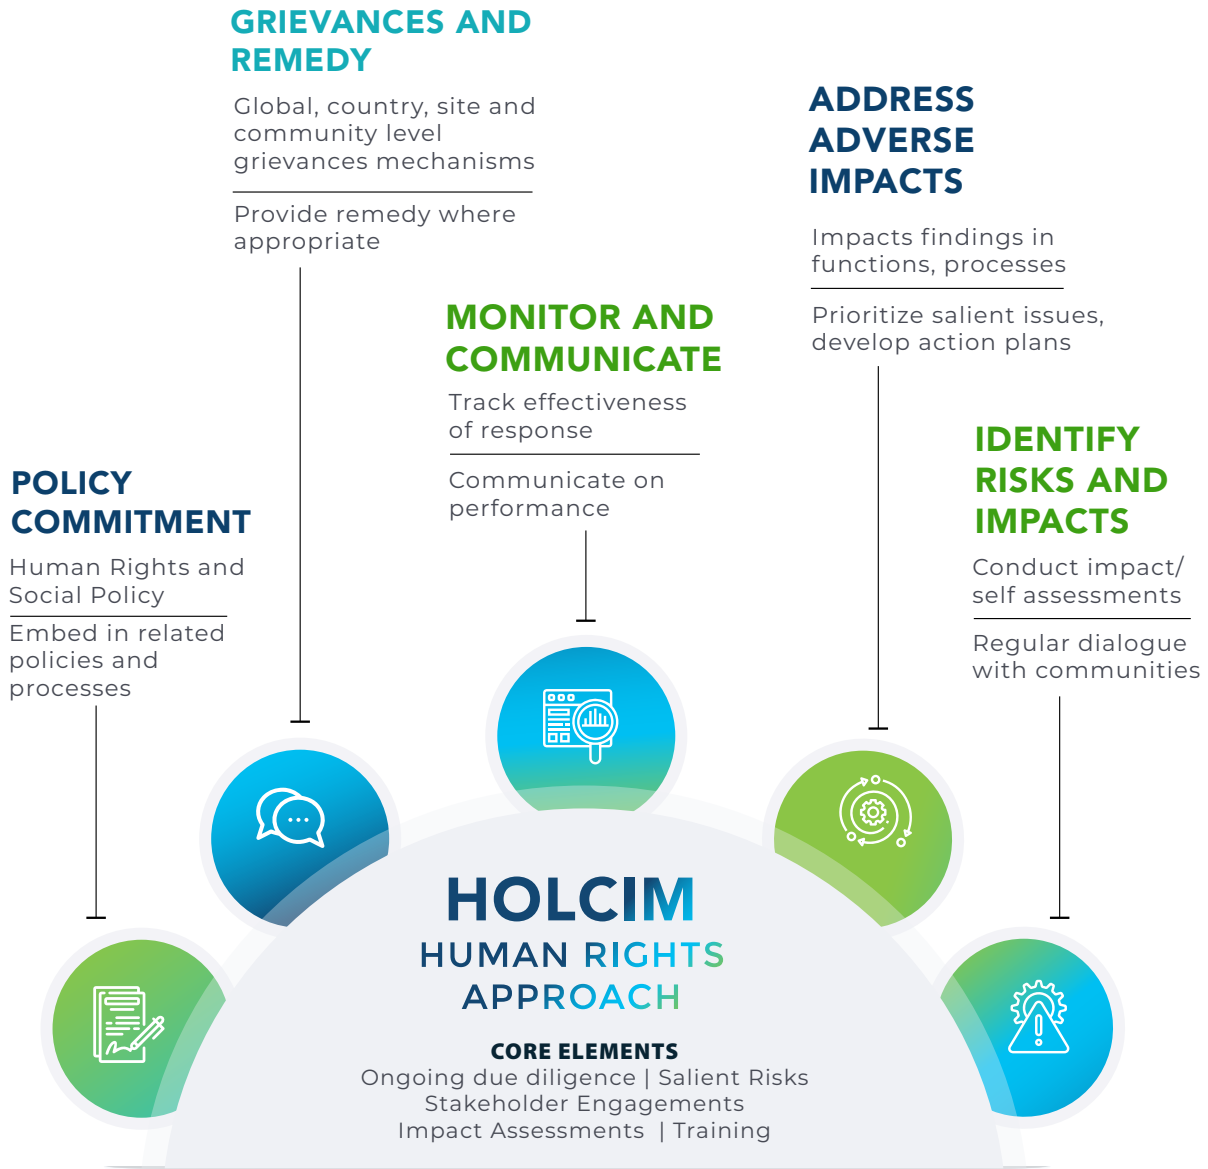 GRIEVANCES AND
REMEDY
Global, country, site and
community level
grievances mechanisms
Provide remedy where
appropriate
ADDRESS
ADVERSE
IMPACTS
Impacts findings in
functions, processes
Prioritize salient issues,
develop action plans
MONITOR AND
COMMUNICATE
Track effectiveness
of response
Communicate on
performance
IDENTIFY
RISKS AND
IMPACTS
Conduct impact/
self assessments
Regular dialogue
with communities
POLICY
COMMITMENT
Human Rights and
Social Policy
Embed in related
policies and
processes
HOLCIM
HUMAN RIGHTS
APPROACH
CORE ELEMENTS
Ongoing due diligence | Salient Risks
Stakeholder Engagements
Impact Assessments | Training